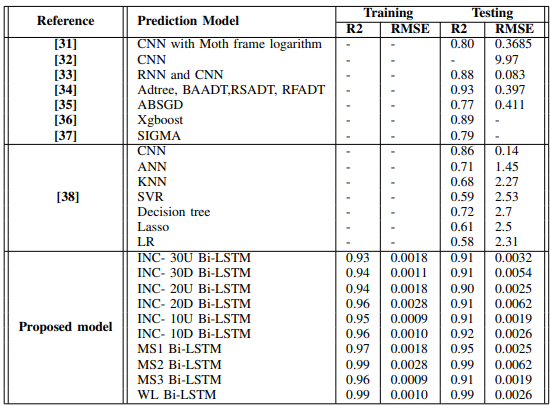 Reference Prediction Model Training Testing
R2 RMSE R2 RMSE
[31] CNN with Moth frame logarithm - - 0.80 0.3685
[32] CNN - - - 9.97
[33] RNN and CNN - - 0.88 0.083
[34] Adtree, BAADT,RSADT, RFADT - - 0.93 0.397
[35] ABSGD - - 0.77 0.411
[36] Xgboost - - 0.89 -
[37] SIGMA - - 0.79 -
[38] CNN - - 0.86 0.14
ANN - - 0.71 1.45
KNN - - 0.68 2.27
SVR - - 0.59 2.53
Decision tree - - 0.72 2.7
Lasso - - 0.61 2.5
LR - - 0.58 2.31
Proposed model INC- 30U Bi-LSTM 0.93 0.0018 0.91 0.0032
INC- 30D Bi-LSTM 0.94 0.0011 0.91 0.0054
INC- 20U Bi-LSTM 0.94 0.0018 0.90 0.0025
INC- 20D Bi-LSTM 0.96 0.0028 0.91 0.0062
INC- 10U Bi-LSTM 0.95 0.0009 0.91 0.0019
INC- 10D Bi-LSTM 0.96 0.0010 0.92 0.0026
MS1 Bi-LSTM 0.97 0.0018 0.95 0.0025
MS2 Bi-LSTM 0.99 0.0028 0.99 0.0062
MS3 Bi-LSTM 0.96 0.0009 0.91 0.0019
WL Bi-LSTM 0.99 0.0010 0.99 0.0026